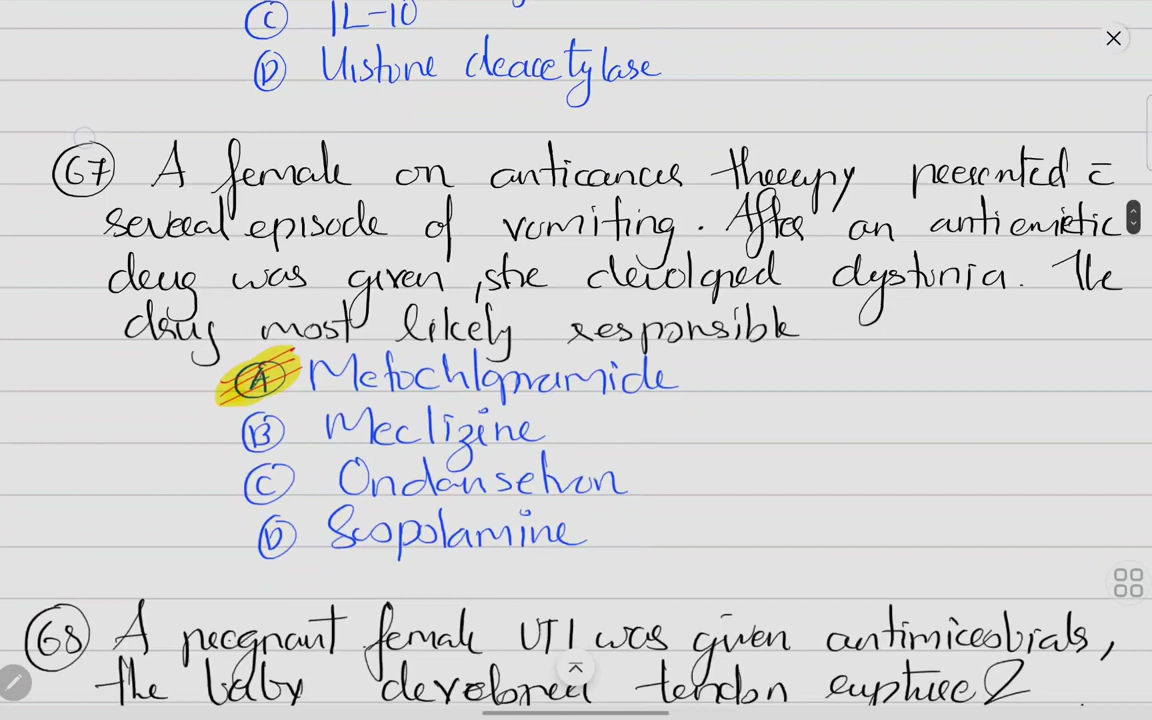 Ⓒ IL-10
Ⓓ Histone deacetylase
67 A female on anticancer therapy presented c̄
several episode of vomiting. After an antiemetic
drug was given, she devolped dystonia. The
drug most likely responsible
Ⓐ Metochlopramide
Ⓑ Meclizine
Ⓒ Ondansetron
Ⓓ Scopolamine
68 A pregnant female UTI was given antimicrobials,
the baby developed tendon rupture &